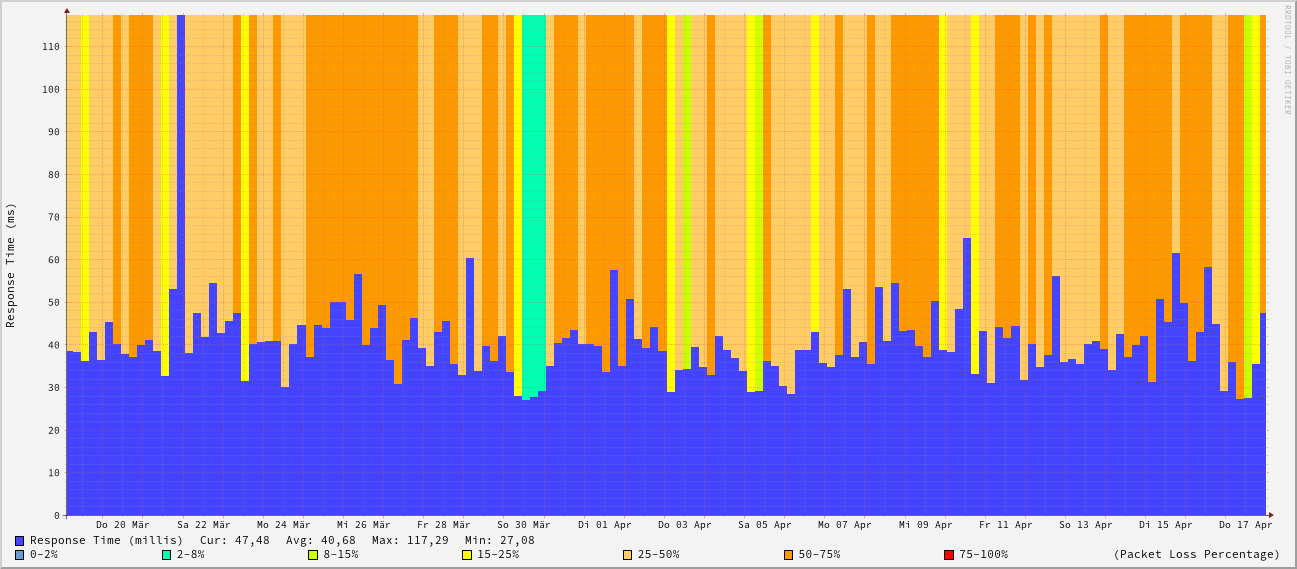 RRDTOOL / TOBI OETIKER
Response Time (ms)
110
100
90
80
70
60
50
40
30
20
10
0
Do 20 Mär Sa 22 Mär Mo 24 Mär Mi 26 Mär Fr 28 Mär So 30 Mär Di 01 Apr Do 03 Apr Sa 05 Apr Mo 07 Apr Mi 09 Apr Fr 11 Apr So 13 Apr Di 15 Apr Do 17 Apr
Response Time (millis) Cur: 47,48 Avg: 40,68 Max: 117,29 Min: 27,08
0-2% 2-8% 8-15% 15-25% 25-50% 50-75% 75-100% (Packet Loss Percentage)